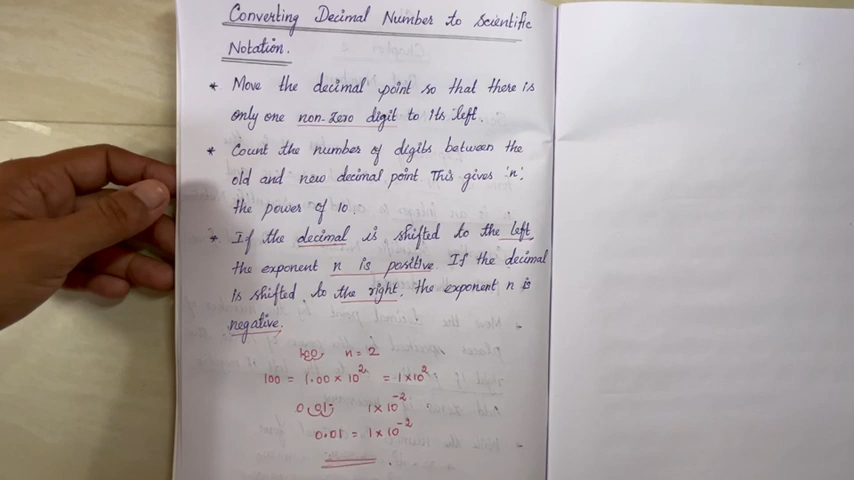 Converting Decimal Number to Scientific
Notation.
* Move the decimal point so that there is
only one non-zero digit to its left.
* Count the number of digits between the
old and new decimal point This gives 'n',
the power of 10.
* If the decimal is shifted to the left,
the exponent n is positive. If the decimal
is shifted to the right, the exponent n is
negative.
100 n = 2
100 = 1.00 × 10² = 1×10²
0.01 1×10⁻²
0.01 = 1×10⁻²